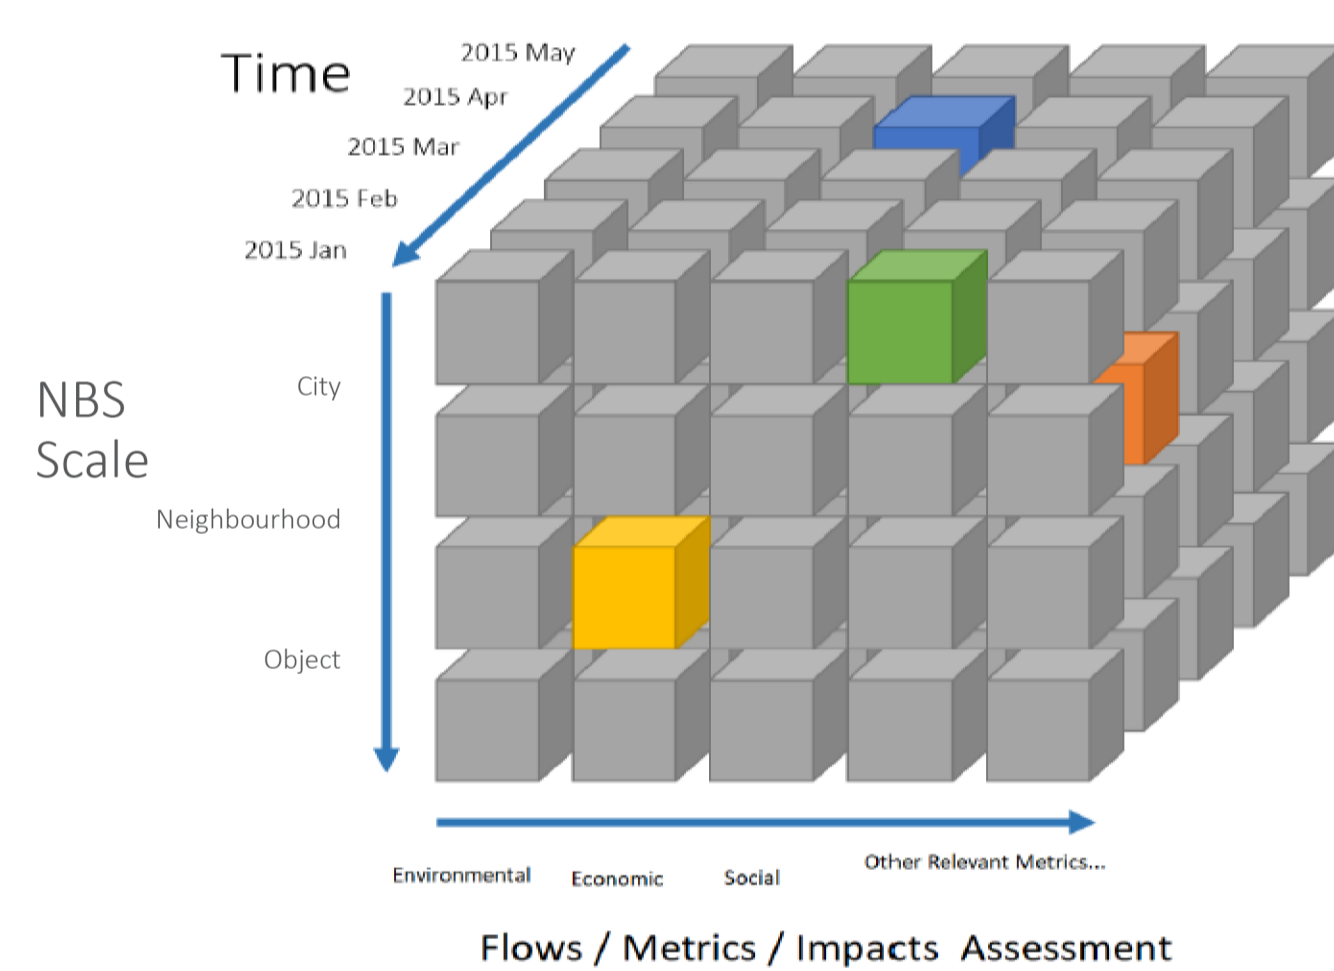 Time
2015 May
2015 Apr
2015 Mar
2015 Feb
2015 Jan
NBS
Scale
City
Neighbourhood
Object
Environmental
Economic
Social
Other Relevant Metrics...
Flows / Metrics / Impacts Assessment